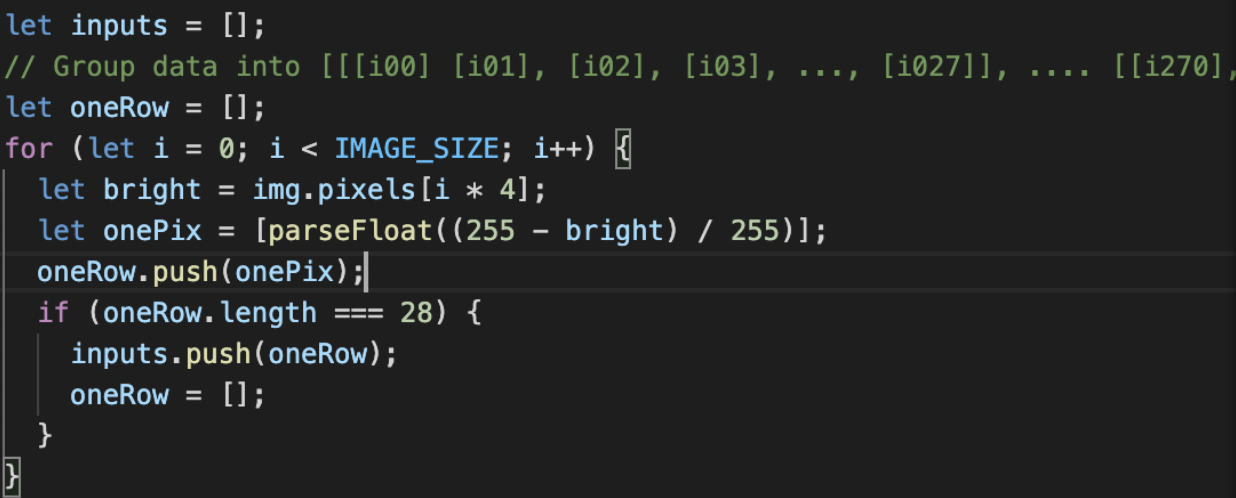 let inputs = [];
// Group data into [[[i00] [i01], [i02], [i03], ..., [i027]], .... [[i270],
let oneRow = [];
for (let i = 0; i < IMAGE_SIZE; i++) {
  let bright = img.pixels[i * 4];
  let onePix = [parseFloat((255 - bright) / 255)];
  oneRow.push(onePix);
  if (oneRow.length === 28) {
    inputs.push(oneRow);
    oneRow = [];
  }
}